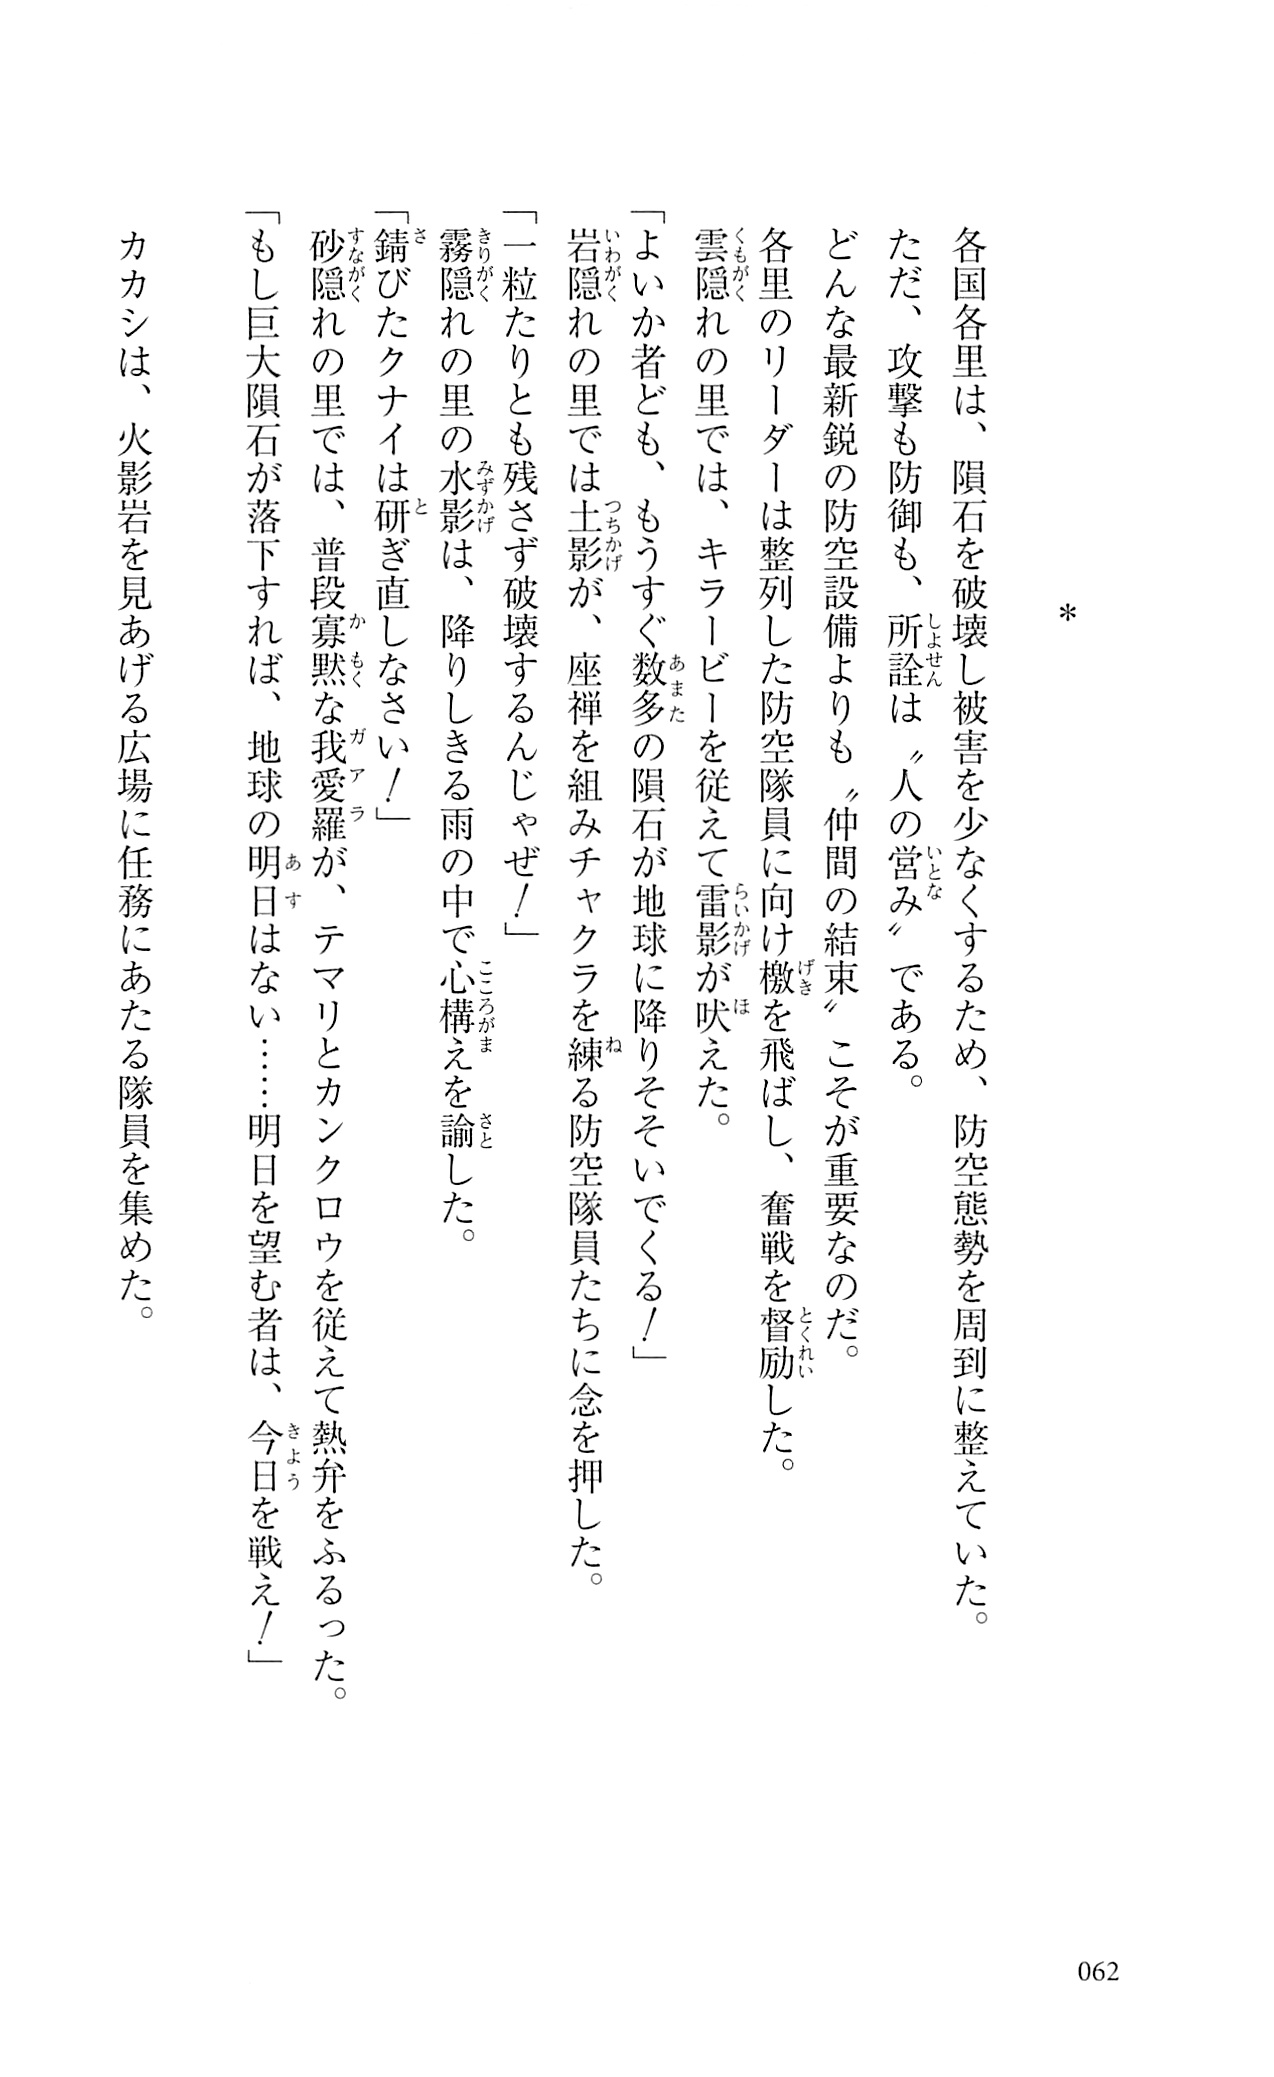 ＊
各国各里は、隕石を破壊し被害を少なくするため、防空態勢を周到に整えていた。
ただ、攻撃も防御も、所詮は〝人の営み〟である。
どんな最新鋭の防空設備よりも〝仲間の結束〟こそが重要なのだ。
各里のリーダーは整列した防空隊員に向け檄を飛ばし、奮戦を督励した。
雲隠れの里では、キラービーを従えて雷影が吠えた。
「よいか者ども、もうすぐ数多の隕石が地球に降りそそいでくる！」
岩隠れの里では土影が、座禅を組みチャクラを練る防空隊員たちに念を押した。
「一粒たりとも残さず破壊するんじゃぜ！」
霧隠れの里の水影は、降りしきる雨の中で心構えを諭した。
「錆びたクナイは研ぎ直しなさい！」
砂隠れの里では、普段寡黙な我愛羅が、テマリとカンクロウを従えて熱弁をふるった。
「もし巨大隕石が落下すれば、地球の明日はない……明日を望む者は、今日を戦え！」
カカシは、火影岩を見あげる広場に任務にあたる隊員を集めた。
062